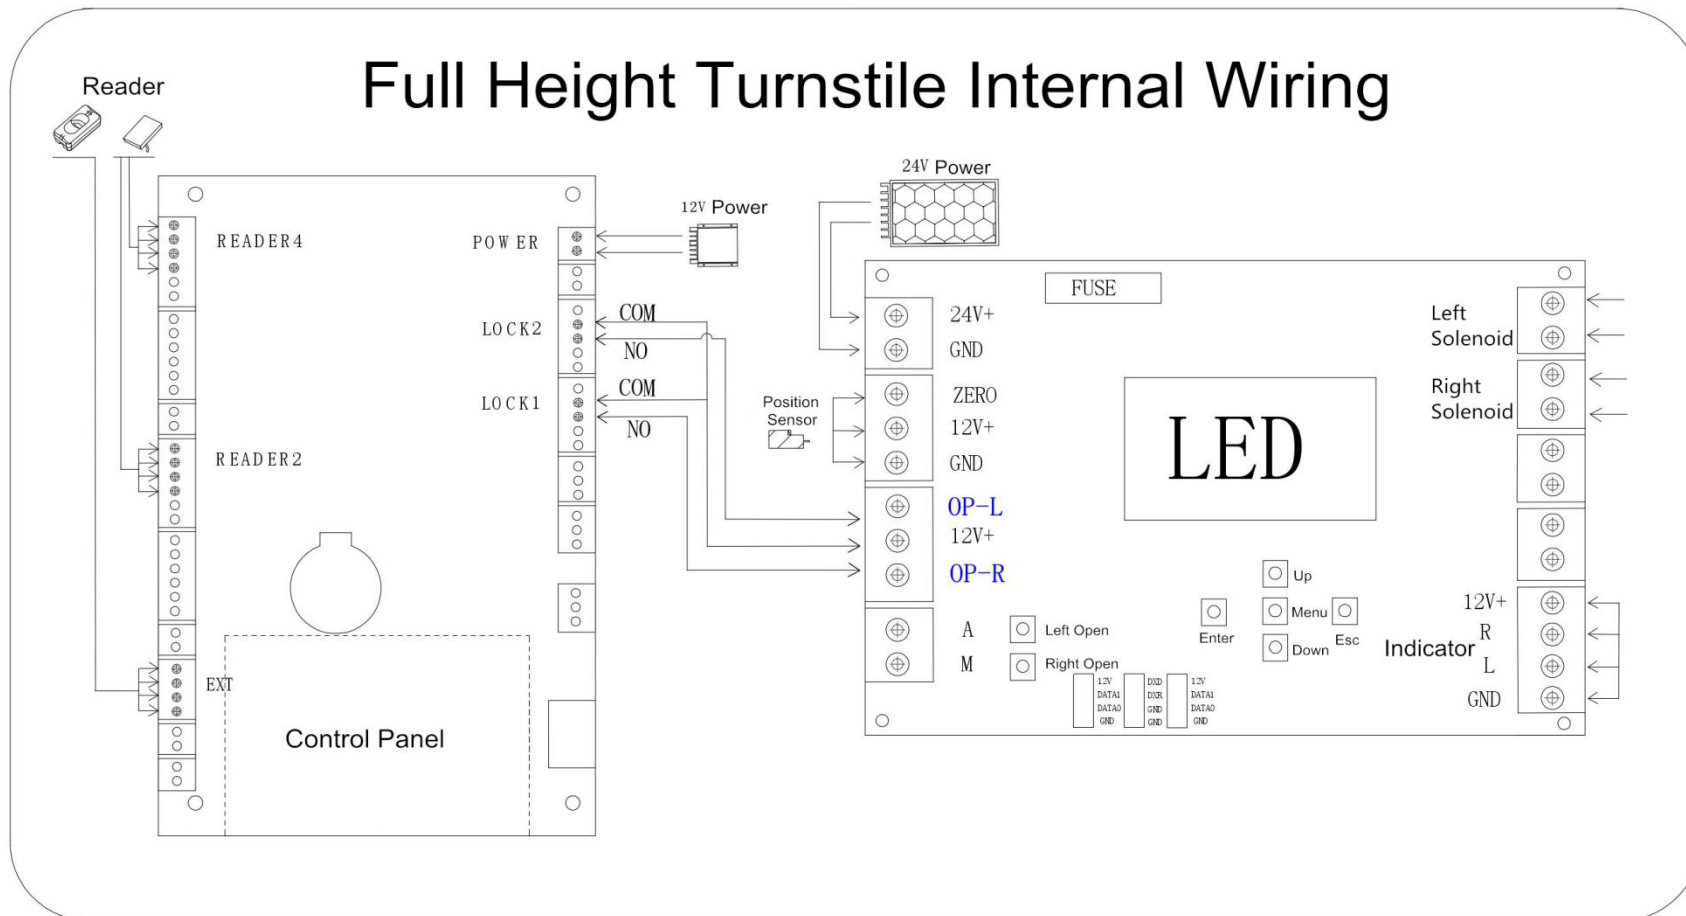 Full Height Turnstile Internal Wiring
Reader
READER4
READER2
EXT
Control Panel
POWER
LOCK2
LOCK1
12V Power
COM
NO
COM
NO
24V Power
FUSE
24V+
GND
Position
Sensor
ZERO
12V+
GND
OP-L
12V+
OP-R
A
M
Left Open
Right Open
LED
Enter
Up
Menu
Down
Esc
12V
DATA1
DATA0
GND
DXD
DXR
GND
GND
12V
DATA1
DATA0
GND
Left
Solenoid
Right
Solenoid
Indicator
12V+
R
L
GND